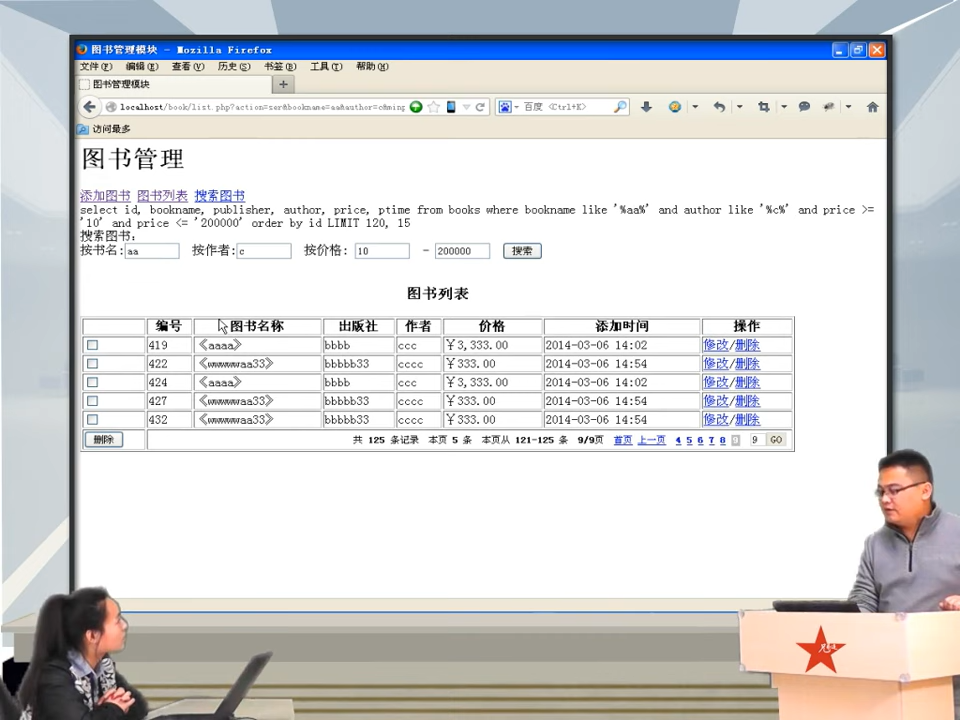 图书管理模块 - Mozilla Firefox
文件(F) 编辑(E) 查看(V) 历史(S) 书签(B) 工具(T) 帮助(H)
图书管理模块
localhost/book/list.php?action=ser&bookname=aa&author=c&ming 百度 <Ctrl+K>
访问最多
图书管理
添加图书 图书列表 搜索图书
select id, bookname, publisher, author, price, ptime from books where bookname like '%aa%' and author like '%c%' and price >=
'10' and price <= '200000' order by id LIMIT 120, 15
搜索图书:
按书名: aa 按作者: c 按价格: 10 - 200000 搜索
图书列表
编号 图书名称 出版社 作者 价格 添加时间 操作
419 《aaaa》 bbbb ccc ￥3,333.00 2014-03-06 14:02 修改/删除
422 《wwwwwaa33》 bbbbb33 cccc ￥333.00 2014-03-06 14:54 修改/删除
424 《aaaa》 bbbb ccc ￥3,333.00 2014-03-06 14:02 修改/删除
427 《wwwwwaa33》 bbbbb33 cccc ￥333.00 2014-03-06 14:54 修改/删除
432 《wwwwwaa33》 bbbbb33 cccc ￥333.00 2014-03-06 14:54 修改/删除
删除 共 125 条记录 本页 5 条 本页从 121-125 条 9/9页 首页 上一页 4 5 6 7 8 9 9 GO